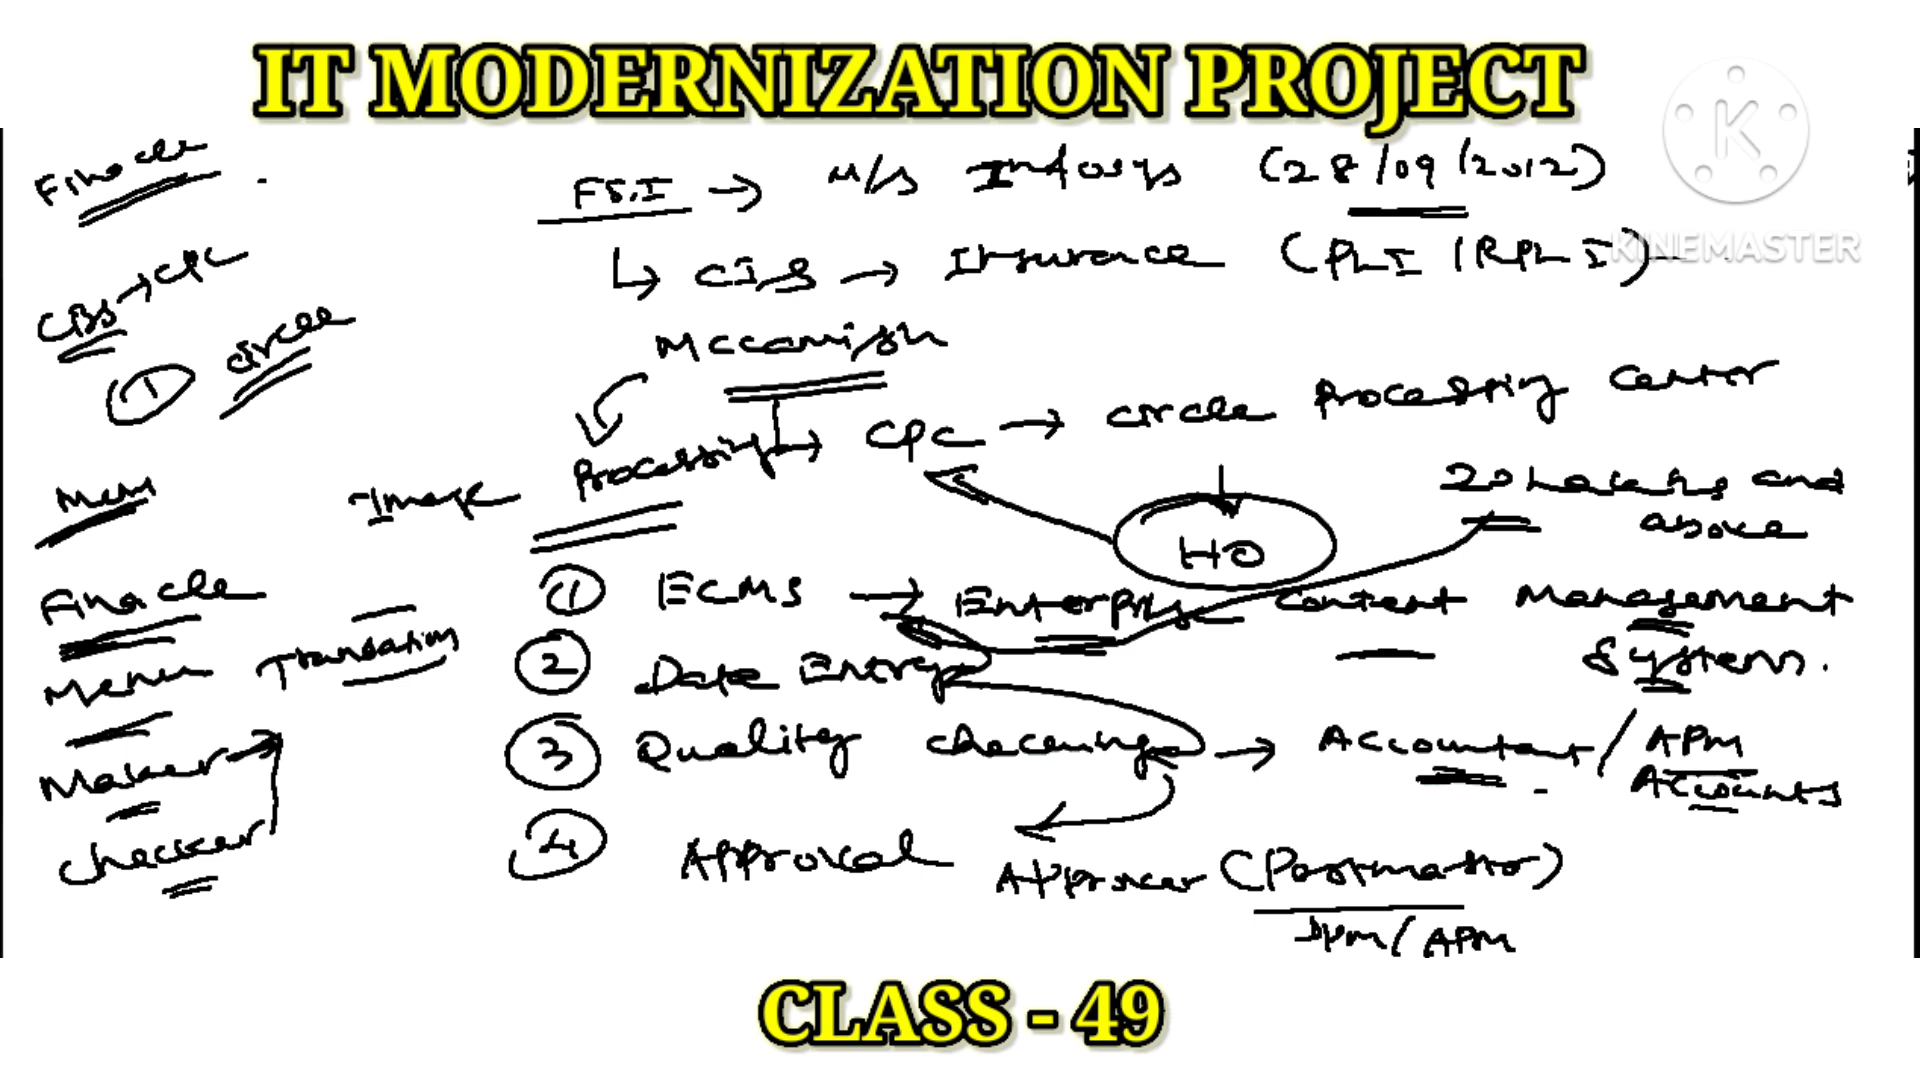 IT MODERNIZATION PROJECT
KINEMASTER
Finacle
FSI → M/s Infosys (28/09/2012)
↳ CIS → Insurance (PLI / RPLI)
CBS → CPC
① circle
Mccamish
Processing → CPC → circle Processing Center
Image
HO
20 Lakhs and
above
Finacle
Menu
Maker →
checker
① ECMS → Enterpris Content Management
System.
② Data Entry
③ Quality checking → Accountant / APM
Accounts
④ Approval Approver (Postmaster)
DPM / APM
CLASS - 49